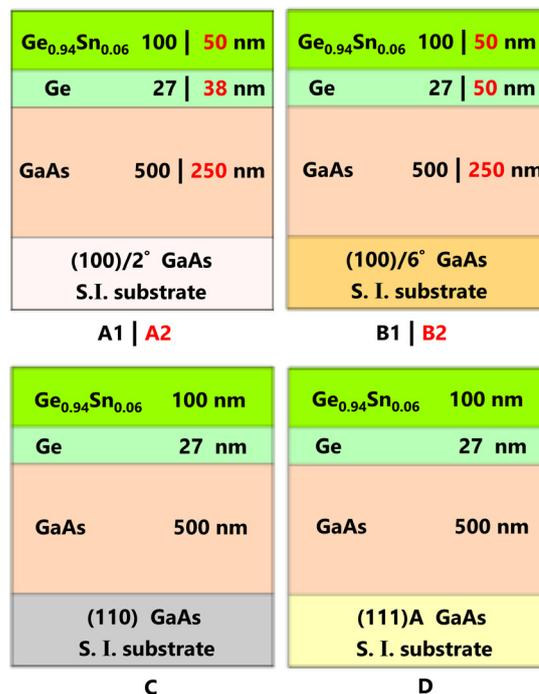 Ge0.94Sn0.06 100 | 50 nm
Ge 27 | 38 nm
GaAs 500 | 250 nm
(100)/2° GaAs
S.I. substrate
A1 | A2
Ge0.94Sn0.06 100 | 50 nm
Ge 27 | 50 nm
GaAs 500 | 250 nm
(100)/6° GaAs
S. I. substrate
B1 | B2
Ge0.94Sn0.06 100 nm
Ge 27 nm
GaAs 500 nm
(110) GaAs
S. I. substrate
C
Ge0.94Sn0.06 100 nm
Ge 27 nm
GaAs 500 nm
(111)A GaAs
S. I. substrate
D